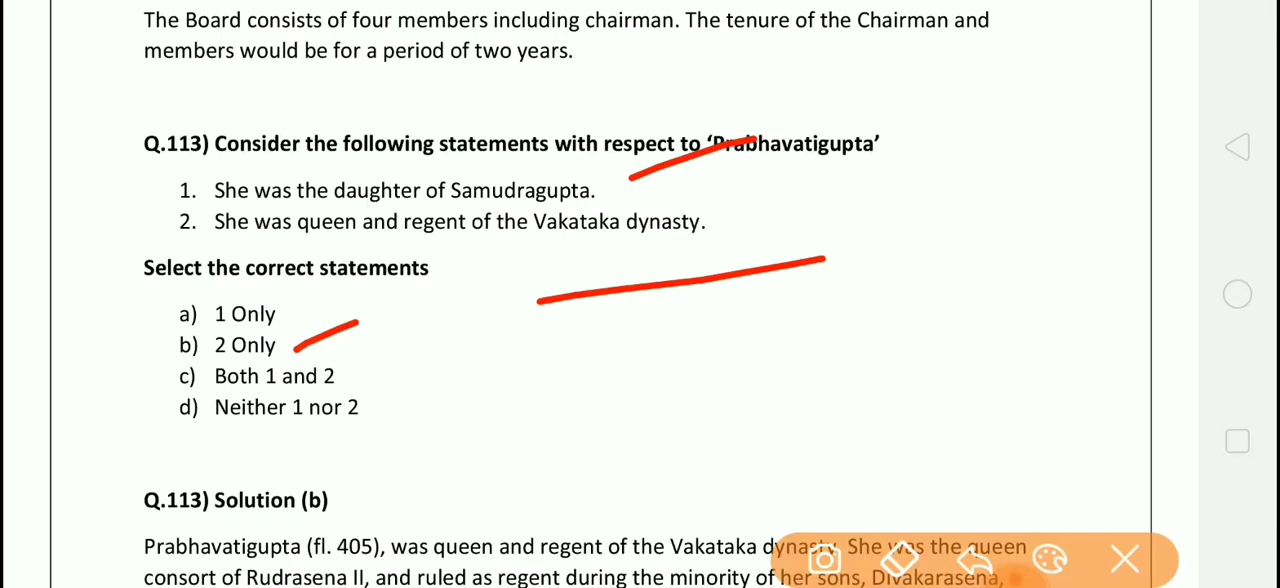 The Board consists of four members including chairman. The tenure of the Chairman and
members would be for a period of two years.
Q.113) Consider the following statements with respect to ‘Prabhavatigupta’
1. She was the daughter of Samudragupta.
2. She was queen and regent of the Vakataka dynasty.
Select the correct statements
a) 1 Only
b) 2 Only
c) Both 1 and 2
d) Neither 1 nor 2
Q.113) Solution (b)
Prabhavatigupta (fl. 405), was queen and regent of the Vakataka dynasty. She was the queen
consort of Rudrasena II, and ruled as regent during the minority of her sons, Divakarasena,